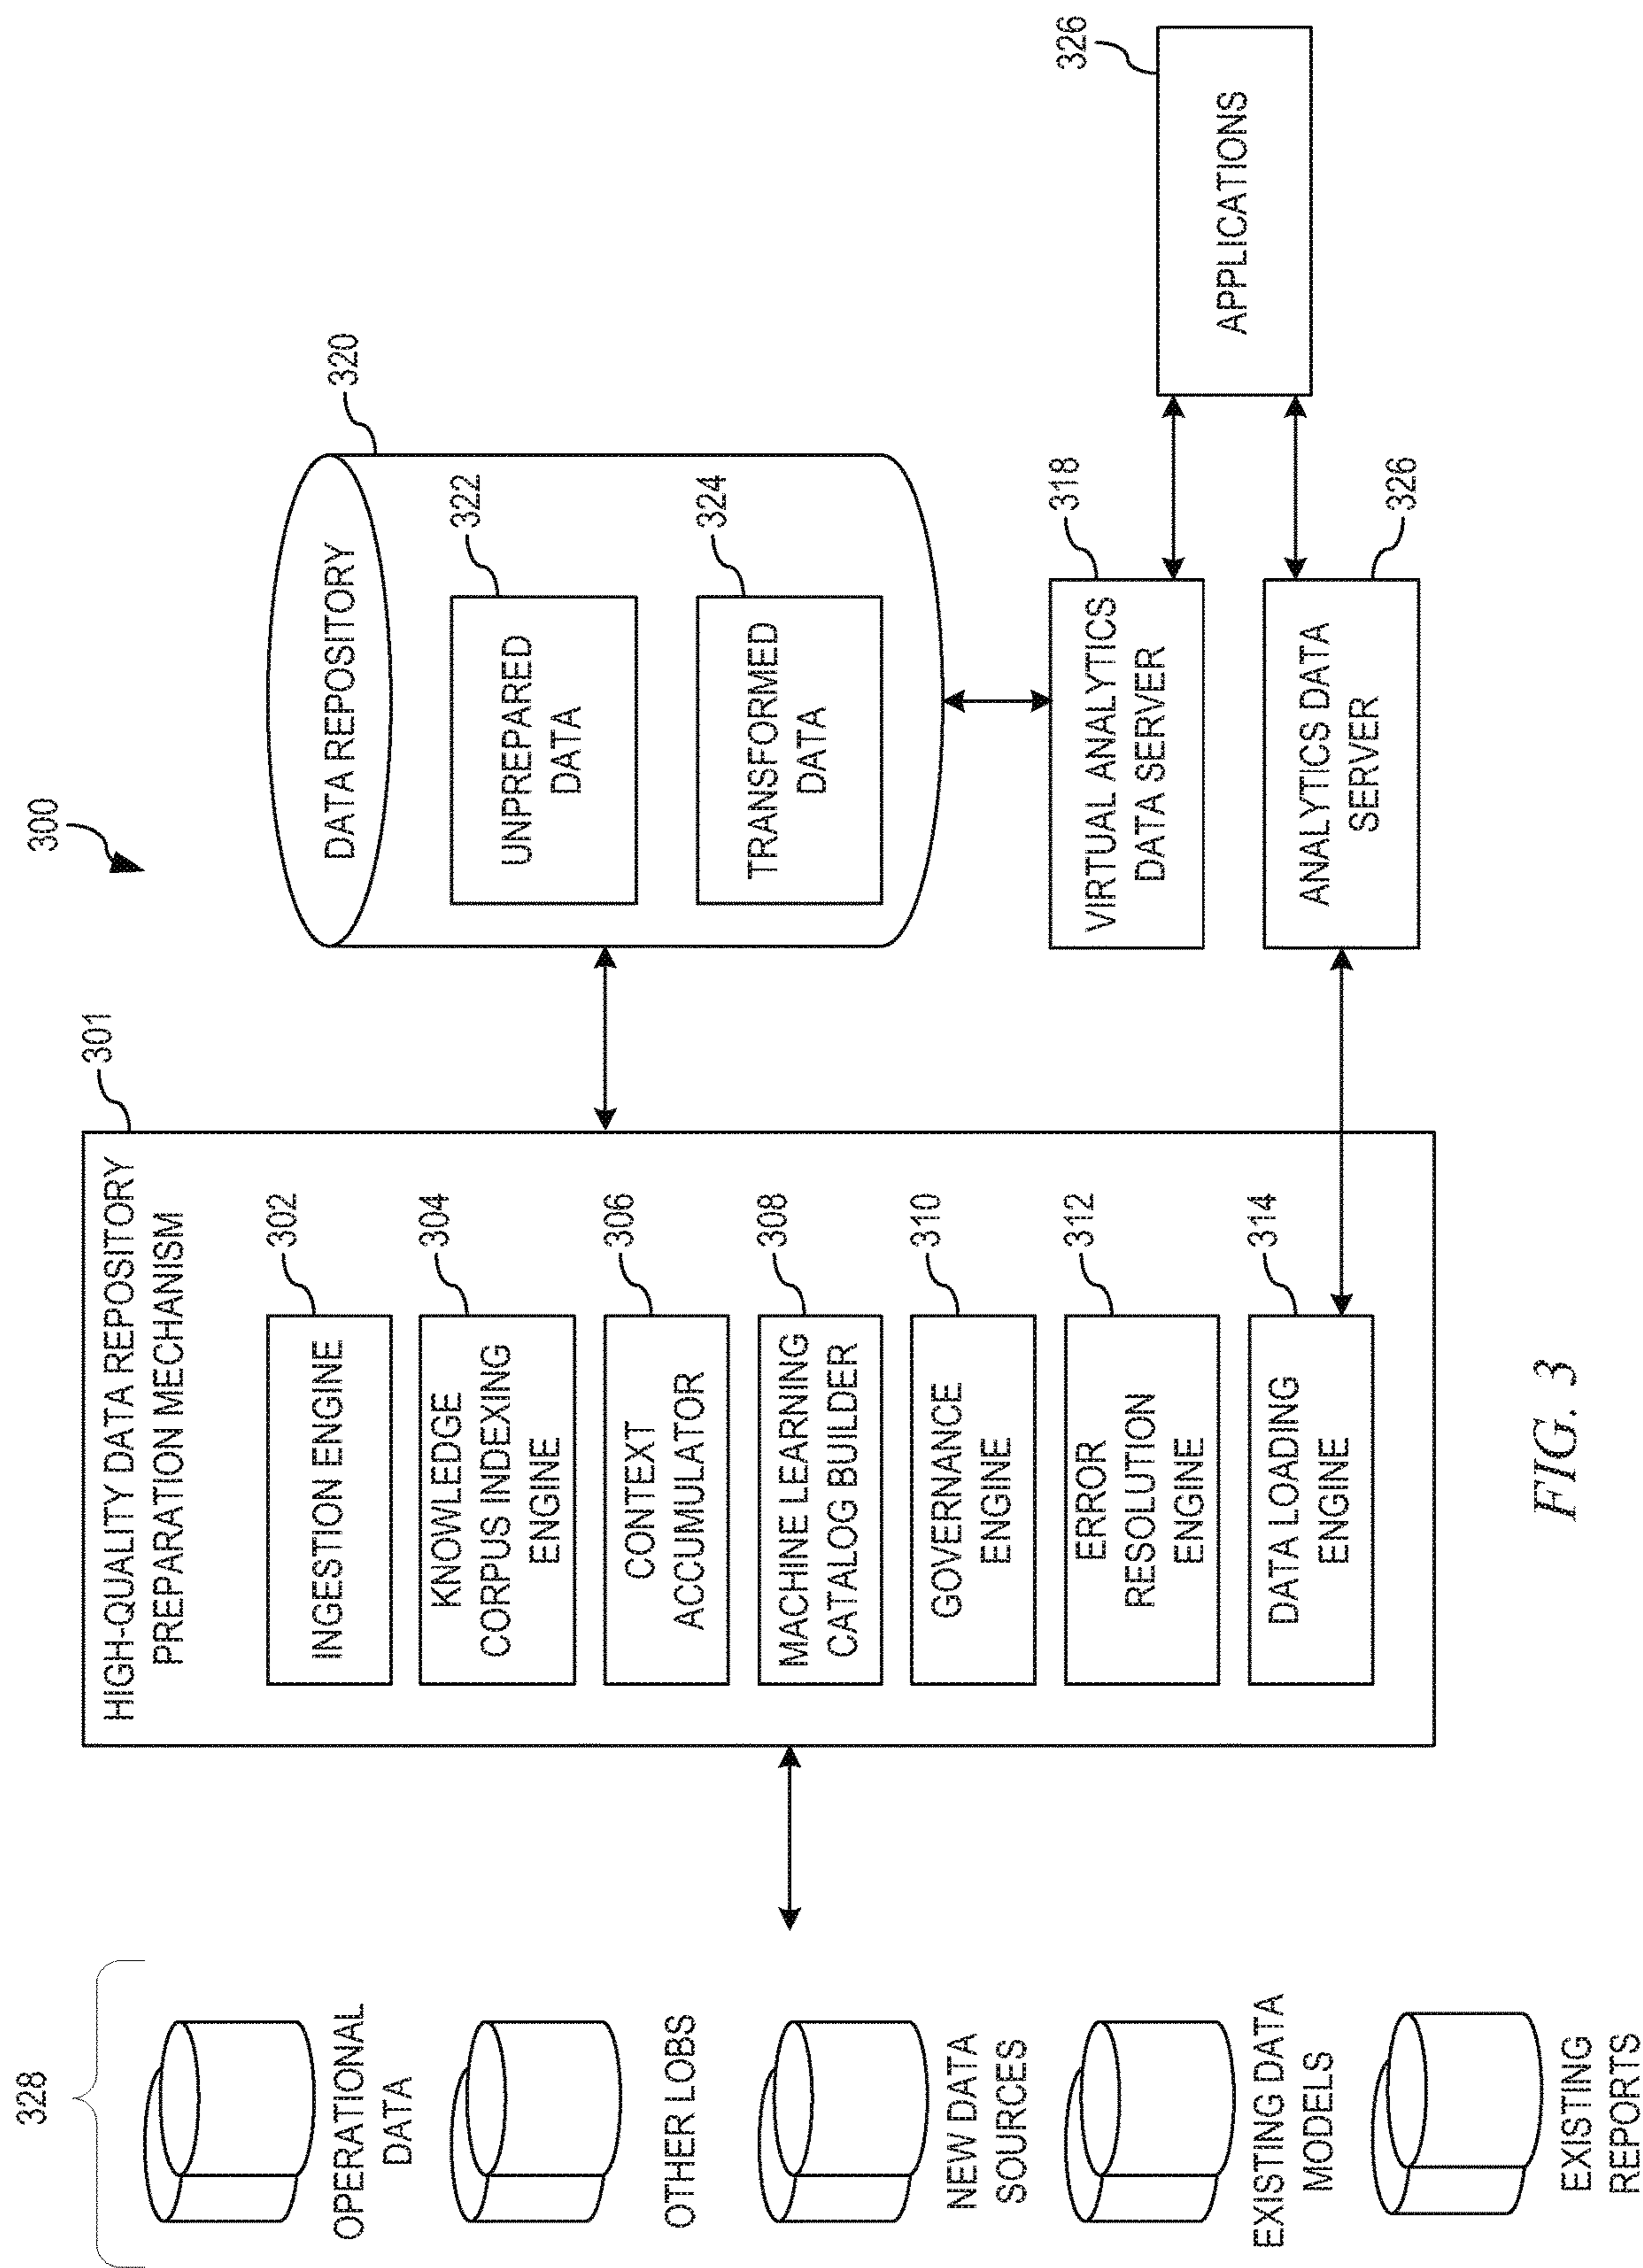 300
328
OPERATIONAL
DATA
OTHER LOBS
NEW DATA
SOURCES
EXISTING DATA
MODELS
EXISTING
REPORTS
301
HIGH-QUALITY DATA REPOSITORY
PREPARATION MECHANISM
302
INGESTION ENGINE
304
KNOWLEDGE
CORPUS INDEXING
ENGINE
306
CONTEXT
ACCUMULATOR
308
MACHINE LEARNING
CATALOG BUILDER
310
GOVERNANCE
ENGINE
312
ERROR
RESOLUTION
ENGINE
314
DATA LOADING
ENGINE
320
DATA REPOSITORY
322
UNPREPARED
DATA
324
TRANSFORMED
DATA
318
VIRTUAL ANALYTICS
DATA SERVER
326
ANALYTICS DATA
SERVER
326
APPLICATIONS
FIG. 3